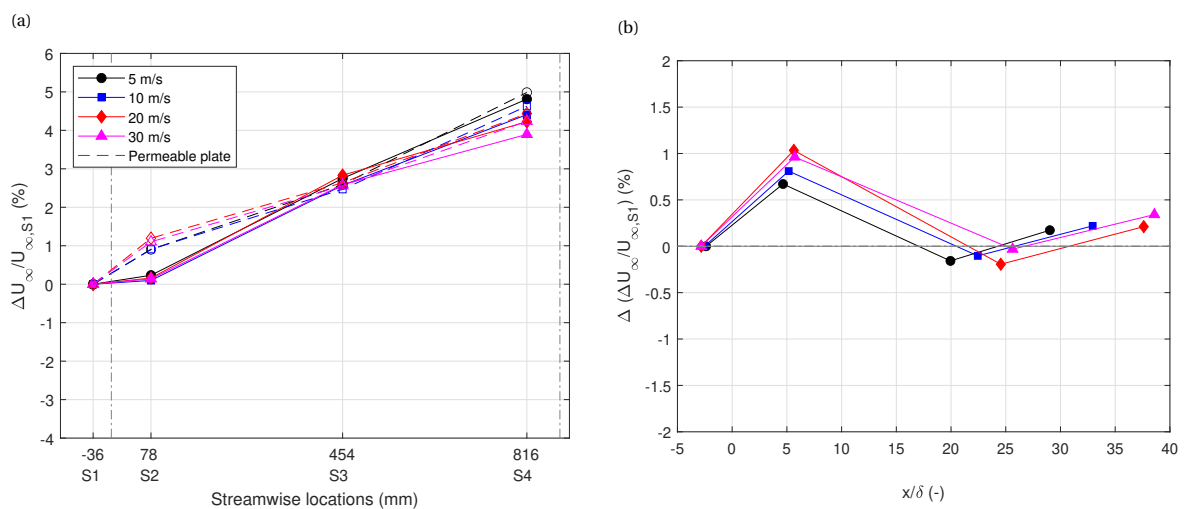 (a)
6
5
4
3
2
1
0
-1
-2
-3
-4
ΔU∞/U∞,S1 (%)
5 m/s
10 m/s
20 m/s
30 m/s
Permeable plate
-36 78 454 816
S1 S2 S3 S4
Streamwise locations (mm)
(b)
2
1.5
1
0.5
0
-0.5
-1
-1.5
-2
Δ (ΔU∞/U∞,S1) (%)
-5 0 5 10 15 20 25 30 35 40
x/δ (-)